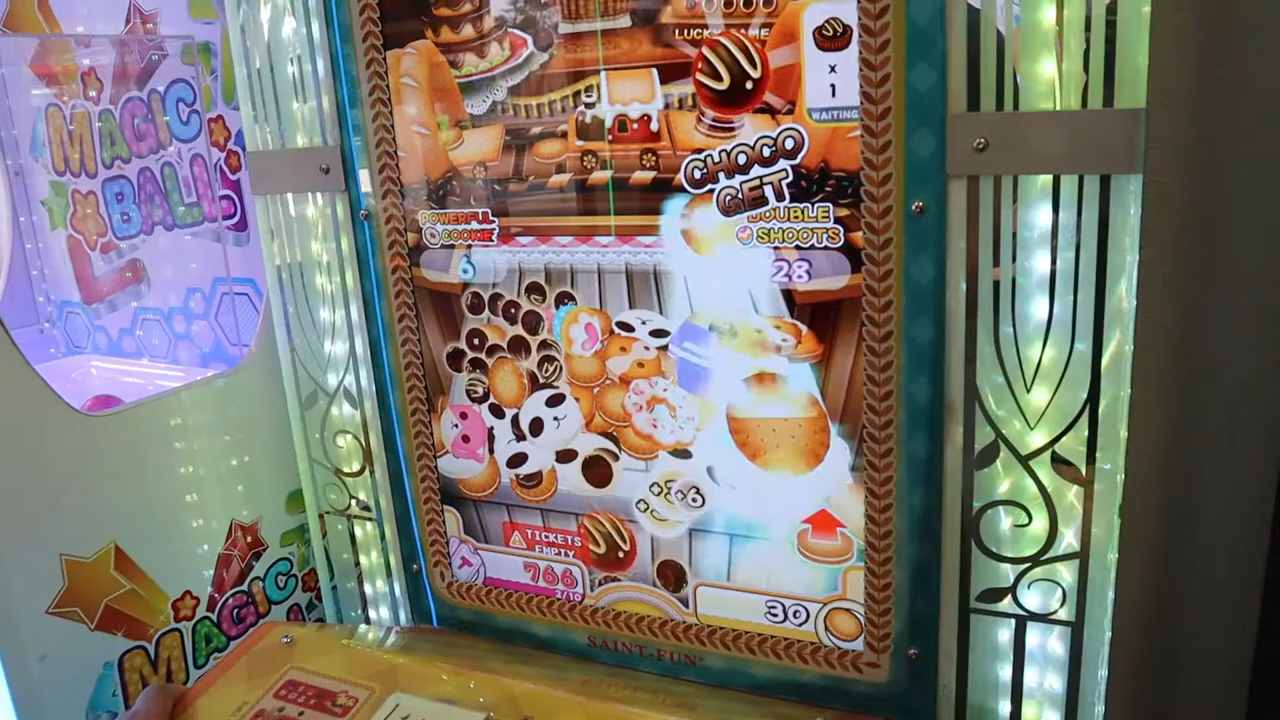 MAGIC
BALL
LUCKY GAME
x
1
WAITING
CHOCO
GET
POWERFUL
COOKIE
6
DOUBLE
SHOOTS
28
+6
TICKETS
EMPTY
766
2/10
30
SAINT-FUN
MAGIC